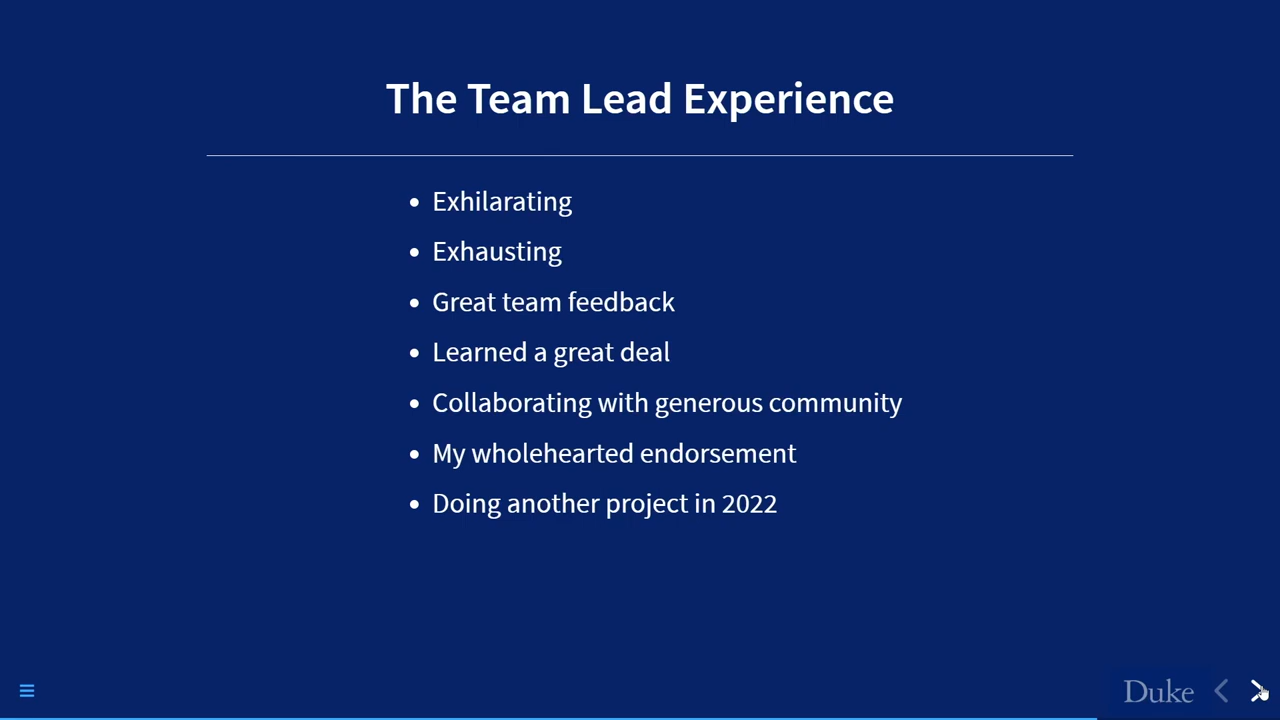 The Team Lead Experience
Exhilarating
Exhausting
Great team feedback
Learned a great deal
Collaborating with generous community
My wholehearted endorsement
Doing another project in 2022
Duke